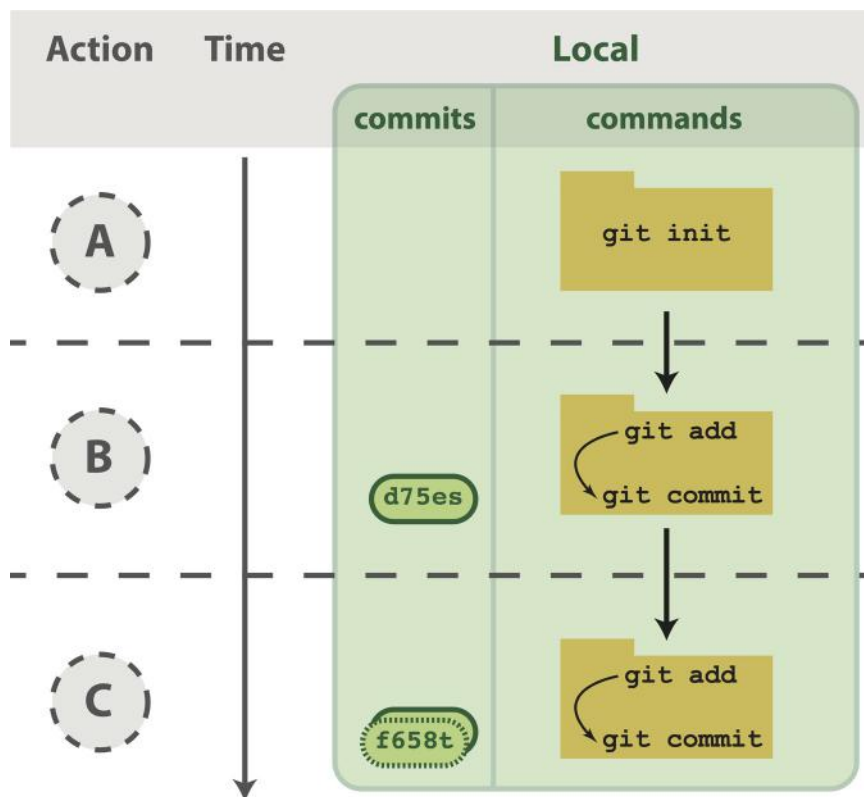 Action Time Local
commits commands
A
git init
B
git add
d75es
git commit
C
git add
f658t
git commit